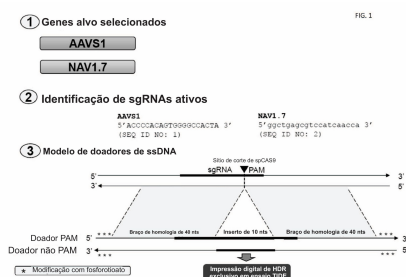 FIG. 1
1 Genes alvo selecionados
AAVS1
NAV1.7
2 Identificação de sgRNAs ativos
AAVS1
5'ACCCCACAGTGGGGCCACTA 3'
(SEQ ID NO: 1)
NAV1.7
5'ggctgagcgtccatcaacca 3'
(SEQ ID NO: 2)
3 Modelo de doadores de ssDNA
Sítio de corte de spCAS9
sgRNA PAM
5' 3'
3' 5'
Braço de homologia de 40 nts Inserto de 10 nts Braço de homologia de 40 nts
Doador PAM 5' *** *** 3'
Doador não PAM 3' *** *** 5'
* Modificação com fosforotioato
Impressão digital de HDR
exclusivo em ensaio TIDE